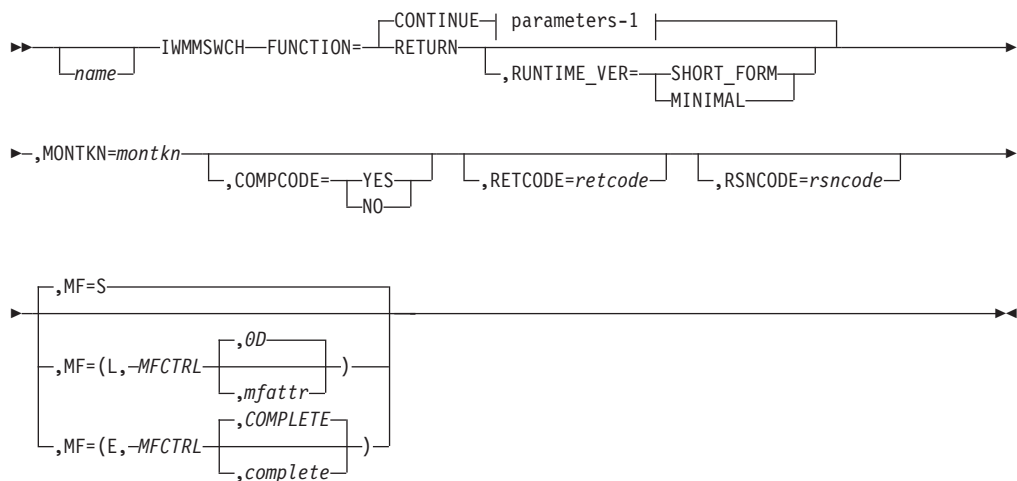 CONTINUE parameters-1
name IWMMSWCH FUNCTION= RETURN
,RUNTIME_VER= SHORT_FORM
MINIMAL
,MONTKN=montkn
,COMPCODE= YES ,RETCODE=retcode ,RSNCODE=rsncode
NO
,MF=S
,0D
,MF=(L, MFCTRL )
,mfattr
,COMPLETE
,MF=(E, MFCTRL )
,complete